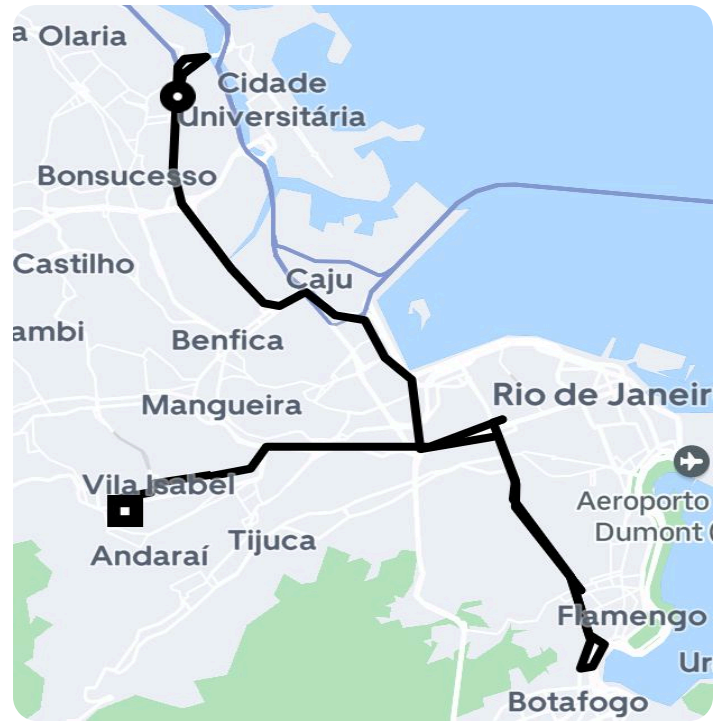 a Olaria
Cidade
Universitária
Bonsucesso
Castilho
Caju
ambi
Benfica
Rio de Janeir
Mangueira
Vila Isabel
Aeroporto
Dumont (
Tijuca
Andaraí
Flamengo
Ur
Botafogo